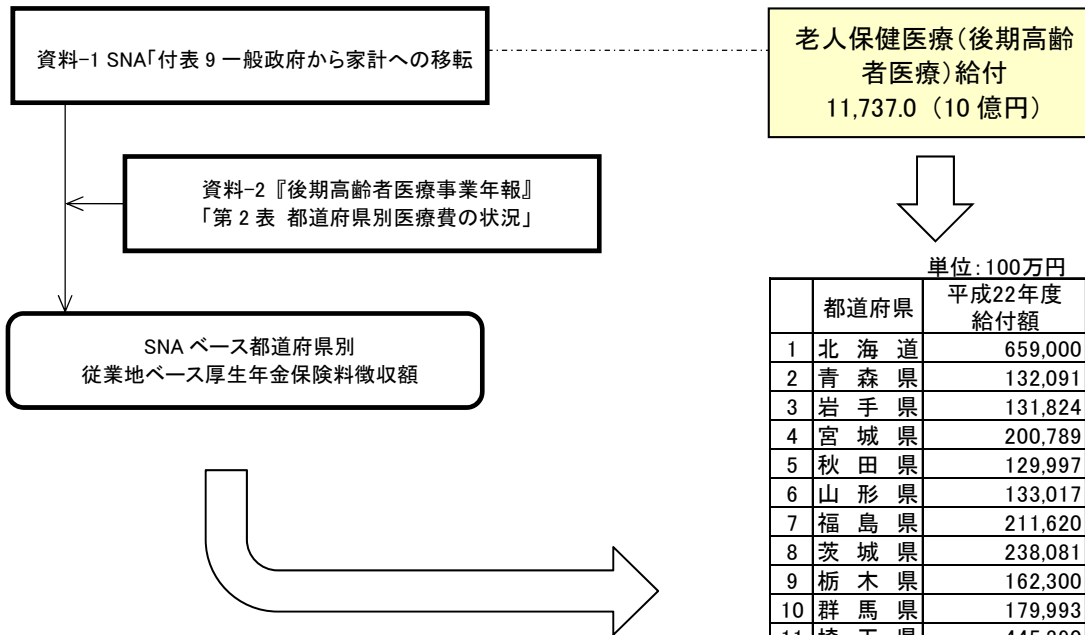 資料-1 SNA「付表 9 一般政府から家計への移転
老人保健医療(後期高齢
者医療)給付
11,737.0 (10 億円)
資料-2『後期高齢者医療事業年報』
「第 2 表 都道府県別医療費の状況」
SNA ベース都道府県別
従業地ベース厚生年金保険料徴収額
単位:100万円
都道府県 平成22年度
給付額
1 北 海 道 659,000
2 青 森 県 132,091
3 岩 手 県 131,824
4 宮 城 県 200,789
5 秋 田 県 129,997
6 山 形 県 133,017
7 福 島 県 211,620
8 茨 城 県 238,081
9 栃 木 県 162,300
10 群 馬 県 179,993
11 埼 玉 県